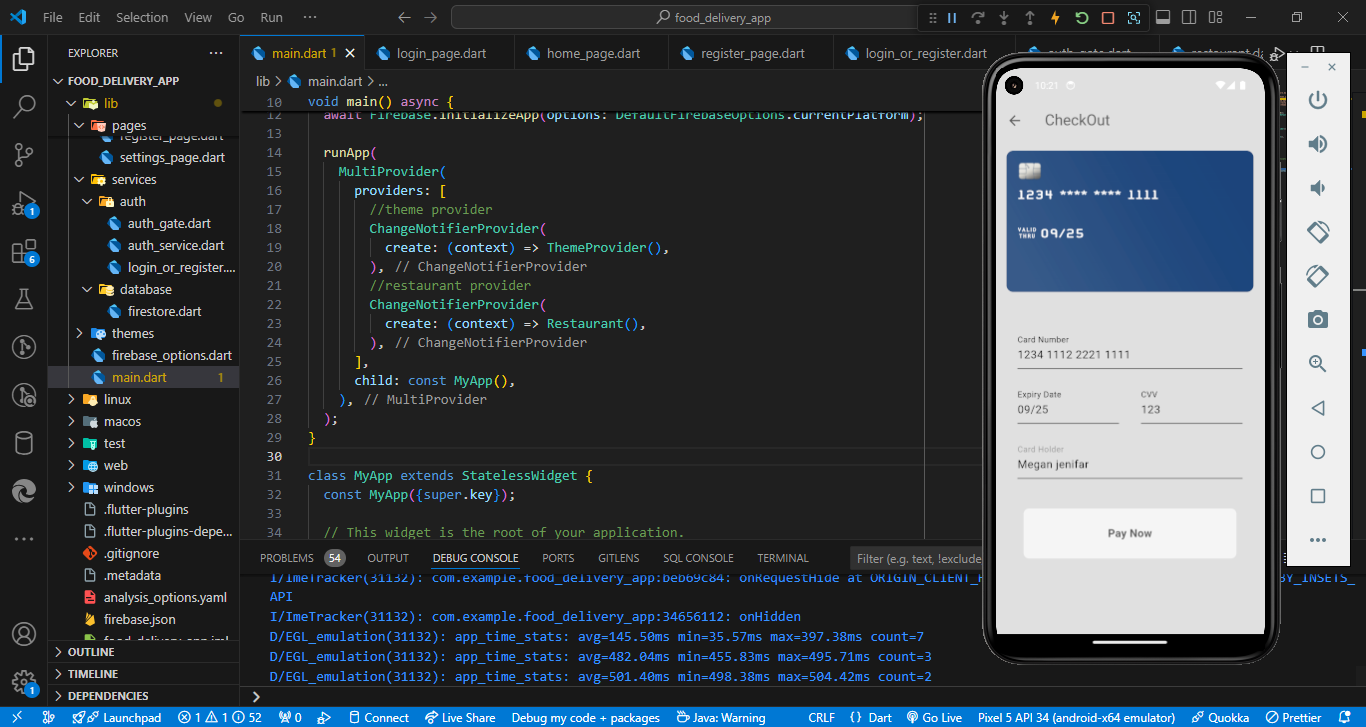 File Edit Selection View Go Run ··· food_delivery_app
EXPLORER ···
FOOD_DELIVERY_APP
lib
pages
register_page.dart
settings_page.dart
services
auth
auth_gate.dart
auth_service.dart
login_or_register....
database
firestore.dart
themes
firebase_options.dart
main.dart 1
linux
macos
test
web
windows
.flutter-plugins
.flutter-plugins-depe...
.gitignore
.metadata
analysis_options.yaml
firebase.json
food_delivery_app.iml
OUTLINE
TIMELINE
DEPENDENCIES
1
6
1
main.dart 1 login_page.dart home_page.dart register_page.dart login_or_register.dart auth_gate.dart restaurant.da
lib > main.dart > ...
10 void main() async {
12 await Firebase.initializeApp(options: DefaultFirebaseOptions.currentPlatform);
13
14 runApp(
15 MultiProvider(
16 providers: [
17 //theme provider
18 ChangeNotifierProvider(
19 create: (context) => ThemeProvider(),
20 ), // ChangeNotifierProvider
21 //restaurant provider
22 ChangeNotifierProvider(
23 create: (context) => Restaurant(),
24 ), // ChangeNotifierProvider
25 ],
26 child: const MyApp(),
27 ), // MultiProvider
28 );
29 }
30
31 class MyApp extends StatelessWidget {
32 const MyApp({super.key});
33
34 // This widget is the root of your application.
PROBLEMS 54 OUTPUT DEBUG CONSOLE PORTS GITLENS SQL CONSOLE TERMINAL Filter (e.g. text, !exclude
I/ImeTracker(31132): com.example.food_delivery_app:beb69c84: onRequestHide at ORIGIN_CLIENT_ BY_INSETS_
API
I/ImeTracker(31132): com.example.food_delivery_app:34656112: onHidden
D/EGL_emulation(31132): app_time_stats: avg=145.50ms min=35.57ms max=397.38ms count=7
D/EGL_emulation(31132): app_time_stats: avg=482.04ms min=455.83ms max=495.71ms count=3
D/EGL_emulation(31132): app_time_stats: avg=501.40ms min=498.38ms max=504.42ms count=2
>
10:21
CheckOut
1234 **** **** 1111
VALID
THRU 09/25
Card Number
1234 1112 2221 1111
Expiry Date CVV
09/25 123
Card Holder
Megan jenifar
Pay Now
Launchpad 1 1 52 0 Connect Live Share Debug my code + packages Java: Warning CRLF {} Dart Go Live Pixel 5 API 34 (android-x64 emulator) Quokka Prettier